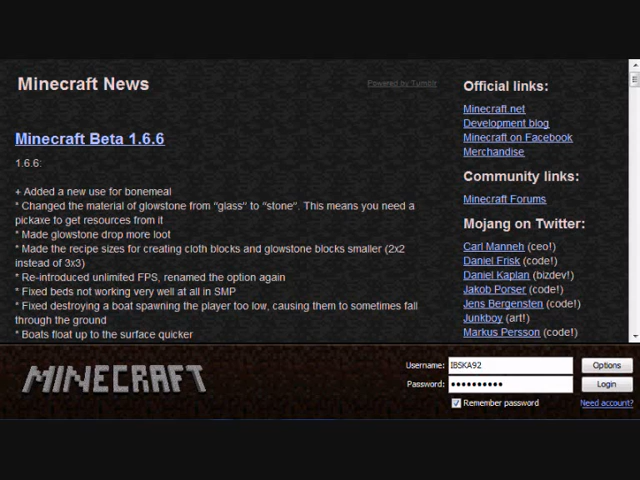 Minecraft News
Powered by Tumblr
Minecraft Beta 1.6.6
1.6.6:
+ Added a new use for bonemeal
* Changed the material of glowstone from "glass" to "stone". This means you need a
pickaxe to get resources from it
* Made glowstone drop more loot
* Made the recipe sizes for creating cloth blocks and glowstone blocks smaller (2x2
instead of 3x3)
* Re-introduced unlimited FPS, renamed the option again
* Fixed beds not working very well at all in SMP
* Fixed destroying a boat spawning the player too low, causing them to sometimes fall
through the ground
* Boats float up to the surface quicker
Official links:
Minecraft.net
Development blog
Minecraft on Facebook
Merchandise
Community links:
Minecraft Forums
Mojang on Twitter:
Carl Manneh (ceo!)
Daniel Frisk (code!)
Daniel Kaplan (bizdev!)
Jakob Porser (code!)
Jens Bergensten (code!)
Junkboy (art!)
Markus Persson (code!)
MINECRAFT
Username: IBSKA92
Options
Password: ••••••••••
Login
Remember password
Need account?